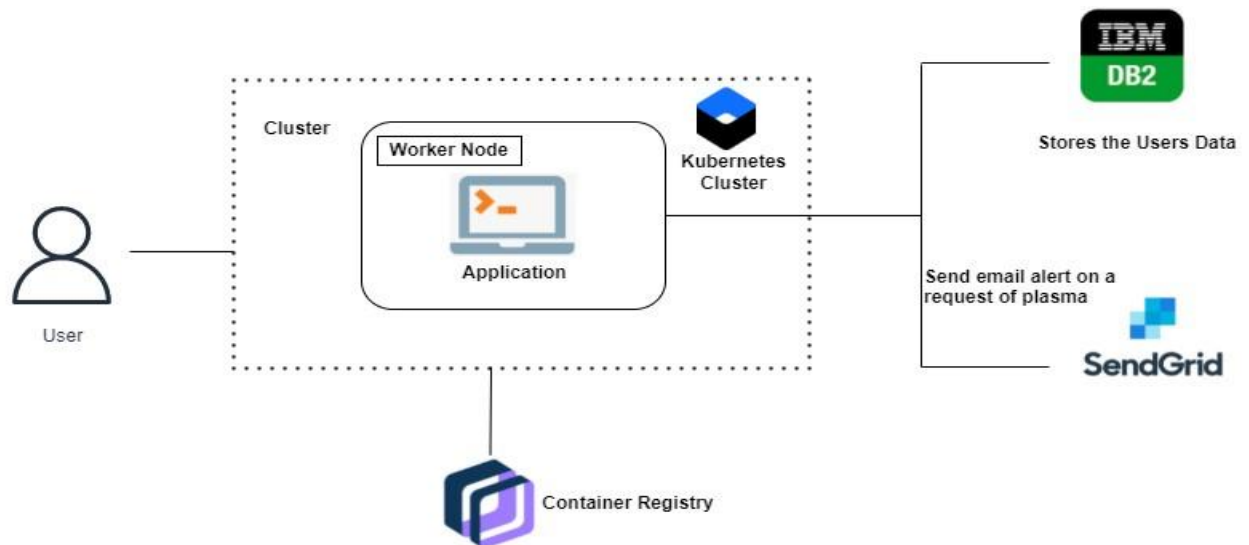 IBM
DB2
Stores the Users Data
Cluster
Worker Node
Kubernetes
Cluster
Application
User
Send email alert on a
request of plasma
SendGrid
Container Registry